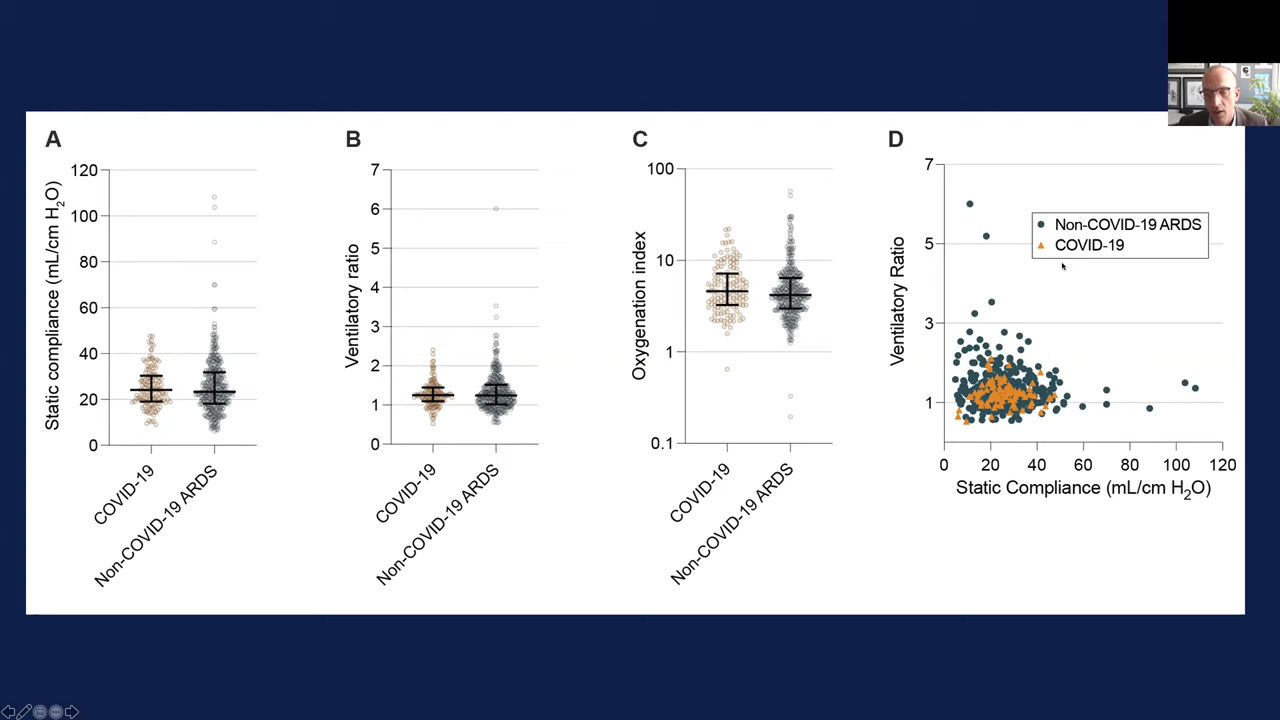 A
Static compliance (mL/cm H2O)
120
100
80
60
40
20
0
COVID-19
Non-COVID-19 ARDS
B
Ventilatory ratio
7
6
5
4
3
2
1
0
COVID-19
Non-COVID-19 ARDS
C
Oxygenation index
100
10
1
0.1
COVID-19
Non-COVID-19 ARDS
D
Ventilatory Ratio
7
5
3
1
Non-COVID-19 ARDS
COVID-19
0 20 40 60 80 100 120
Static Compliance (mL/cm H2O)